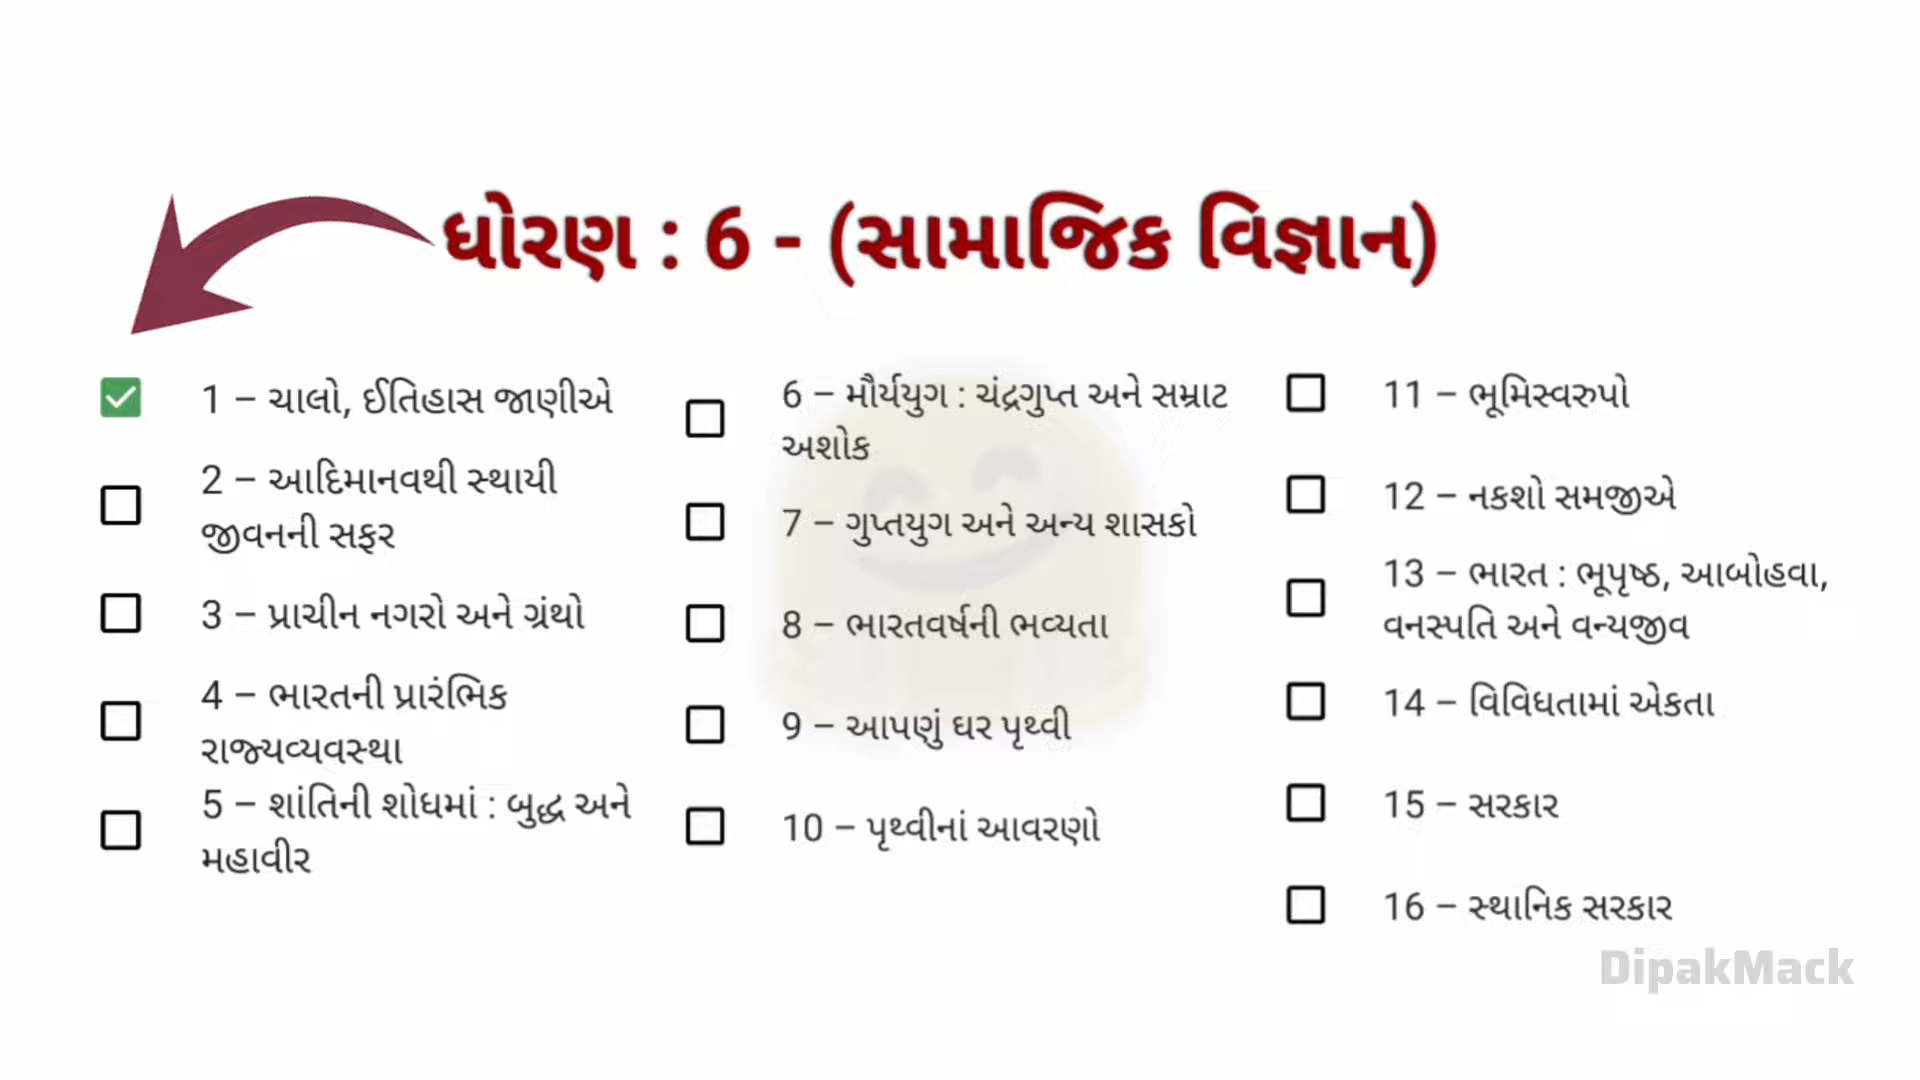 ધોરણ : 6 - (સામાજિક વિજ્ઞાન)
1 – ચાલો, ઈતિહાસ જાણીએ
2 – આદિમાનવથી સ્થાયી
જીવનની સફર
3 – પ્રાચીન નગરો અને ગ્રંથો
4 – ભારતની પ્રારંભિક
રાજ્યવ્યવસ્થા
5 – શાંતિની શોધમાં : બુદ્ધ અને
મહાવીર
6 – મૌર્યયુગ : ચંદ્રગુપ્ત અને સમ્રાટ
અશોક
7 – ગુપ્તયુગ અને અન્ય શાસકો
8 – ભારતવર્ષની ભવ્યતા
9 – આપણું ઘર પૃથ્વી
10 – પૃથ્વીનાં આવરણો
11 – ભૂમિસ્વરુપો
12 – નકશો સમજીએ
13 – ભારત : ભૂપૃષ્ઠ, આબોહવા,
વનસ્પતિ અને વન્યજીવ
14 – વિવિધતામાં એકતા
15 – સરકાર
16 – સ્થાનિક સરકાર
DipakMack